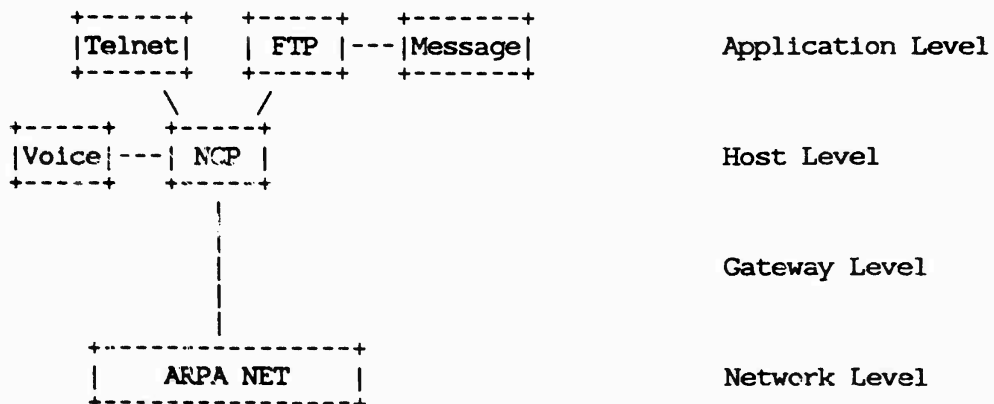 Telnet FTP Message Application Level
Voice NCP Host Level
Gateway Level
ARPA NET Network Level